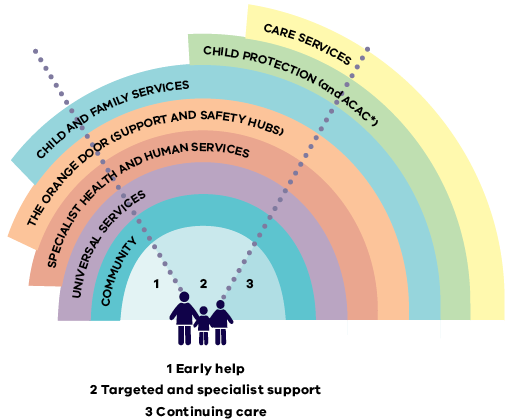 CARE SERVICES
CHILD PROTECTION (and ACAC*)
CHILD AND FAMILY SERVICES
THE ORANGE DOOR (SUPPORT AND SAFETY HUBS)
SPECIALIST HEALTH AND HUMAN SERVICES
UNIVERSAL SERVICES
COMMUNITY
1 2 3
1 Early help
2 Targeted and specialist support
3 Continuing care